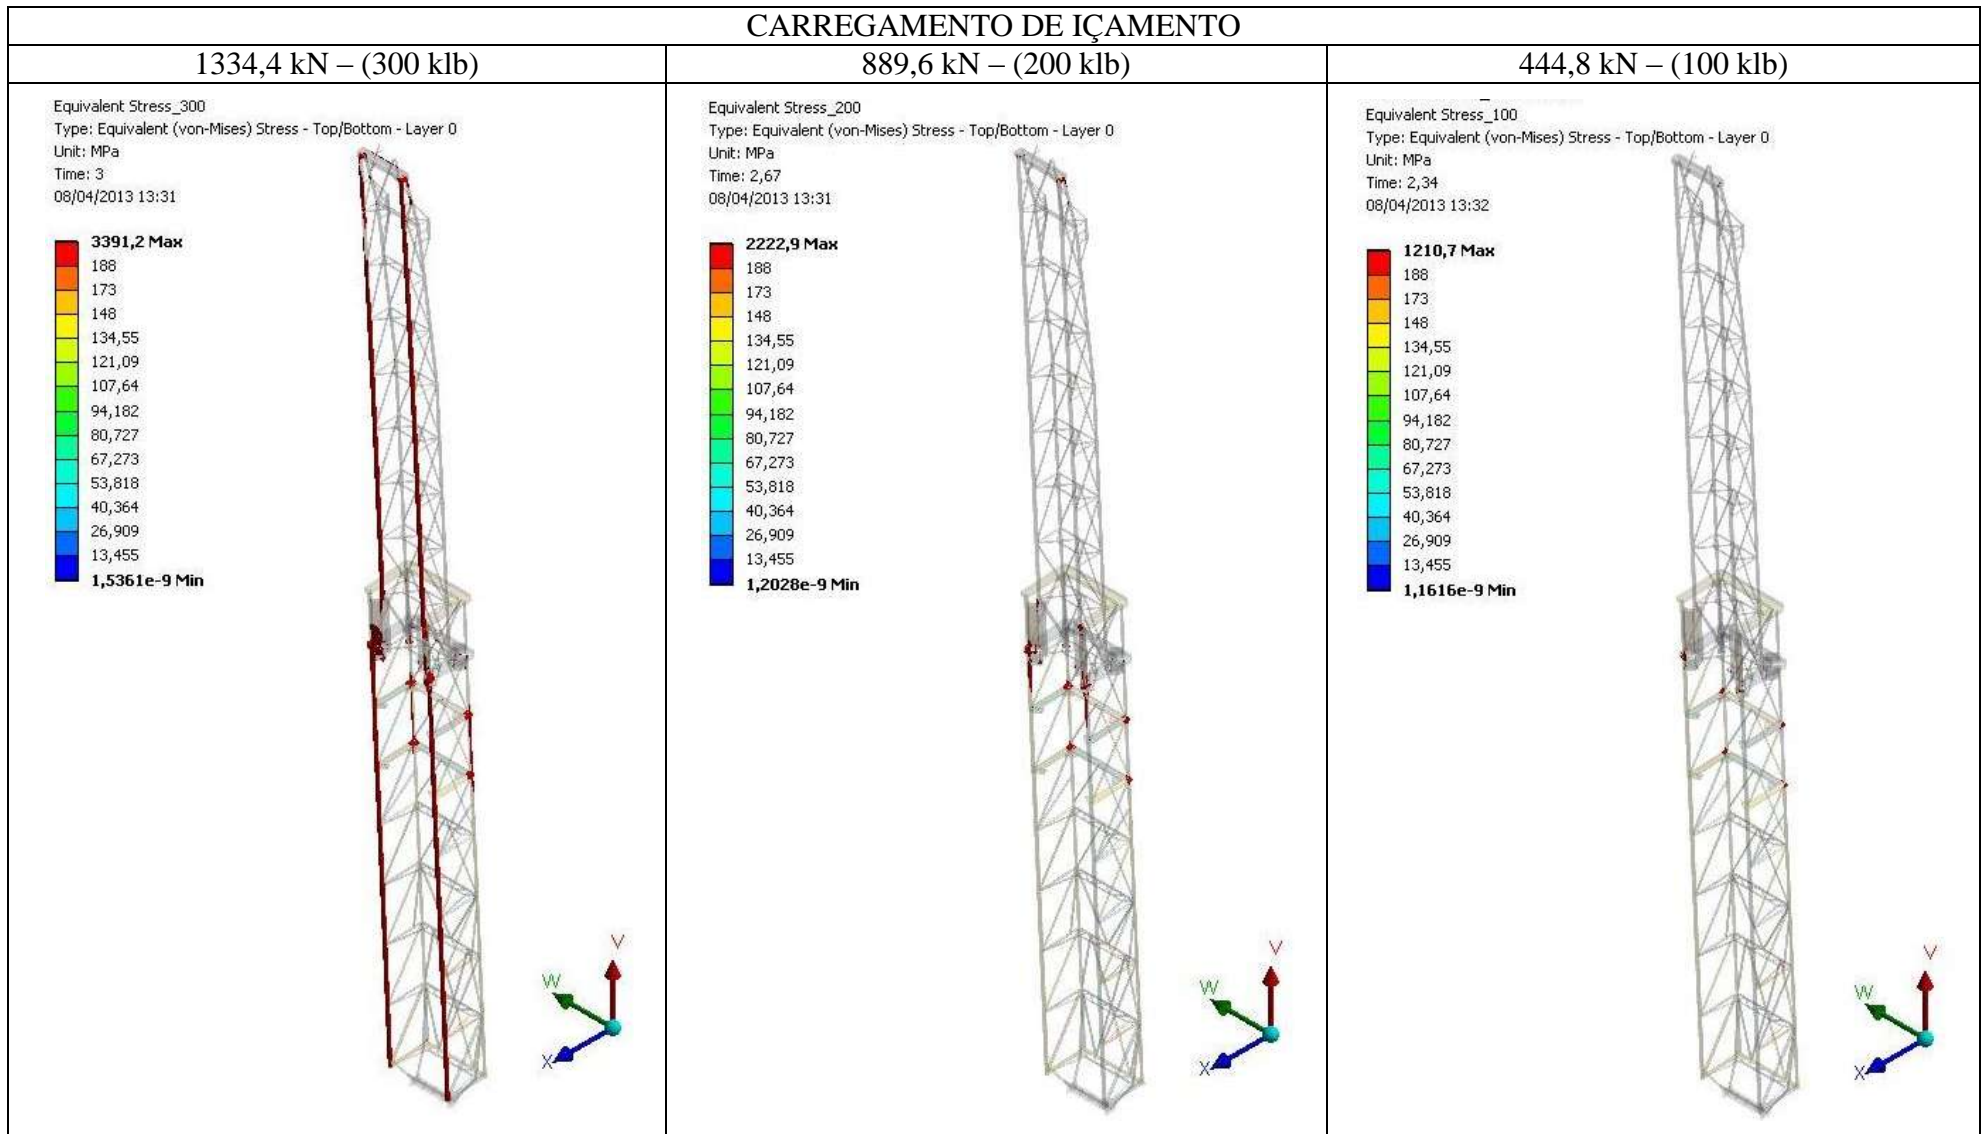 CARREGAMENTO DE IÇAMENTO
1334,4 kN – (300 klb)
889,6 kN – (200 klb)
444,8 kN – (100 klb)
Equivalent Stress_300
Type: Equivalent (von-Mises) Stress - Top/Bottom - Layer 0
Unit: MPa
Time: 3
08/04/2013 13:31
3391,2 Max
188
173
148
134,55
121,09
107,64
94,182
80,727
67,273
53,818
40,364
26,909
13,455
1,5361e-9 Min
V
W
X
Equivalent Stress_200
Type: Equivalent (von-Mises) Stress - Top/Bottom - Layer 0
Unit: MPa
Time: 2,67
08/04/2013 13:31
2222,9 Max
188
173
148
134,55
121,09
107,64
94,182
80,727
67,273
53,818
40,364
26,909
13,455
1,2028e-9 Min
V
W
X
Equivalent Stress_100
Type: Equivalent (von-Mises) Stress - Top/Bottom - Layer 0
Unit: MPa
Time: 2,34
08/04/2013 13:32
1210,7 Max
188
173
148
134,55
121,09
107,64
94,182
80,727
67,273
53,818
40,364
26,909
13,455
1,1616e-9 Min
V
W
X